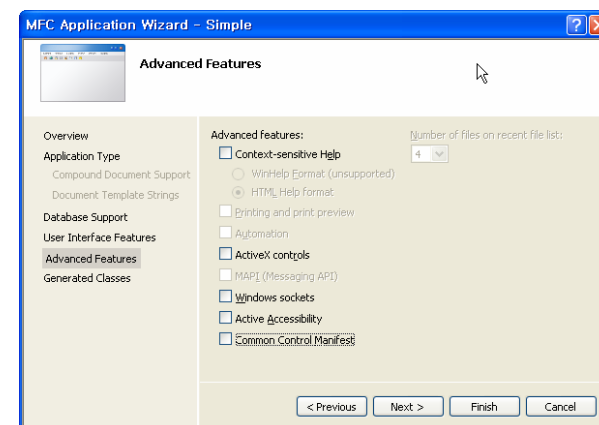 MFC Application Wizard - Simple
Advanced Features
Overview
Application Type
Compound Document Support
Document Template Strings
Database Support
User Interface Features
Advanced Features
Generated Classes
Advanced features:
Context-sensitive Help
WinHelp Format (unsupported)
HTML Help format
Printing and print preview
Automation
ActiveX controls
MAPI (Messaging API)
Windows sockets
Active Accessibility
Common Control Manifest
Number of files on recent file list:
4
< Previous
Next >
Finish
Cancel